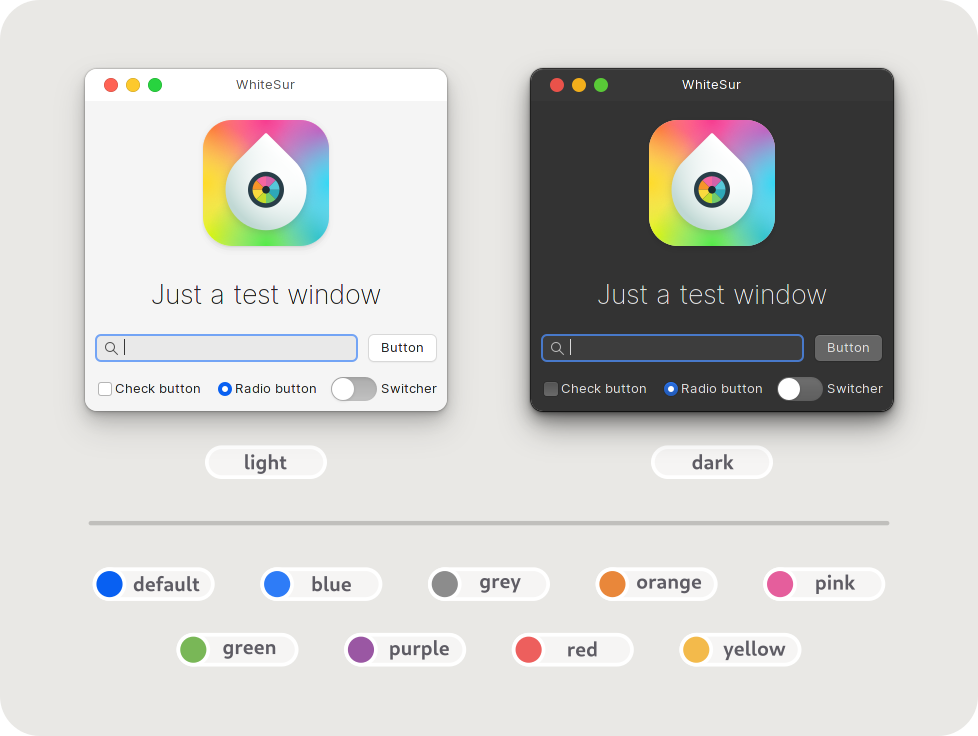 WhiteSur
Just a test window
Button
Check button
Radio button
Switcher
light
WhiteSur
Just a test window
Button
Check button
Radio button
Switcher
dark
default
blue
grey
orange
pink
green
purple
red
yellow